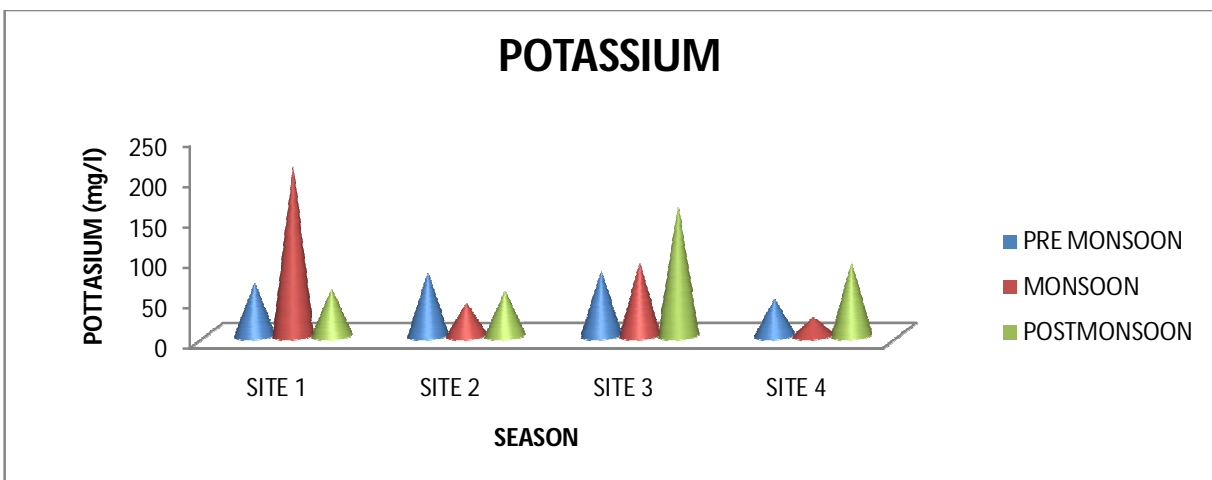 POTASSIUM
POTTASIUM (mg/l)
250
200
150
100
50
0
SITE 1 SITE 2 SITE 3 SITE 4
SEASON
PRE MONSOON
MONSOON
POSTMONSOON